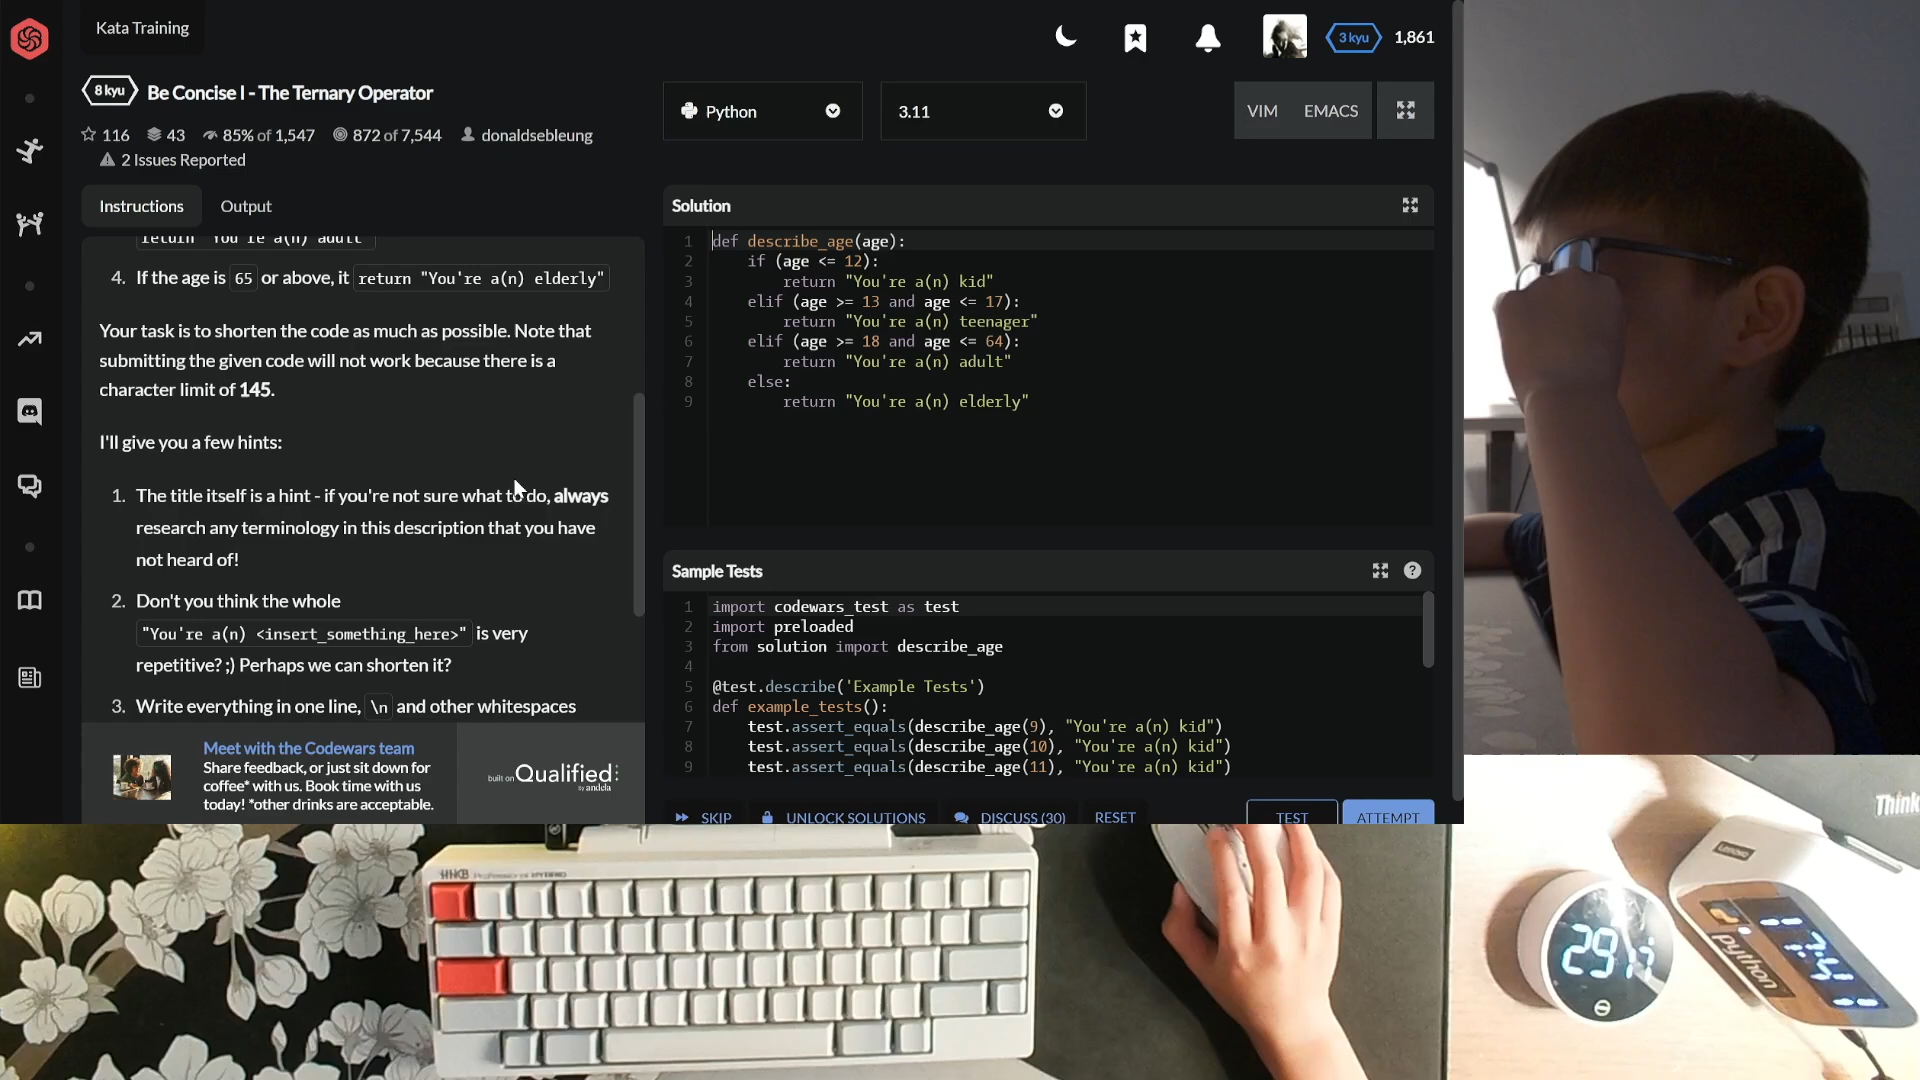 Kata Training
3 kyu
1,861
8 kyu
Be Concise I - The Ternary Operator
116
43
85% of 1,547
872 of 7,544
donaldsebleung
2 Issues Reported
Instructions
Output
return "You're a(n) adult"
4. If the age is 65 or above, it return "You're a(n) elderly"
Your task is to shorten the code as much as possible. Note that
submitting the given code will not work because there is a
character limit of 145.
I'll give you a few hints:
1. The title itself is a hint - if you're not sure what to do, always
research any terminology in this description that you have
not heard of!
2. Don't you think the whole
"You're a(n) <insert_something_here>" is very
repetitive? ;) Perhaps we can shorten it?
3. Write everything in one line, \n and other whitespaces
Meet with the Codewars team
Share feedback, or just sit down for
coffee* with us. Book time with us
today! *other drinks are acceptable.
built on Qualified
by andela
Python
3.11
VIM
EMACS
Solution
1 def describe_age(age):
2 if (age <= 12):
3 return "You're a(n) kid"
4 elif (age >= 13 and age <= 17):
5 return "You're a(n) teenager"
6 elif (age >= 18 and age <= 64):
7 return "You're a(n) adult"
8 else:
9 return "You're a(n) elderly"
Sample Tests
?
1 import codewars_test as test
2 import preloaded
3 from solution import describe_age
4
5 @test.describe('Example Tests')
6 def example_tests():
7 test.assert_equals(describe_age(9), "You're a(n) kid")
8 test.assert_equals(describe_age(10), "You're a(n) kid")
9 test.assert_equals(describe_age(11), "You're a(n) kid")
SKIP
UNLOCK SOLUTIONS
DISCUSS (30)
RESET
TEST
ATTEMPT
HHKB Professional HYBRID
Think
Lenovo
python